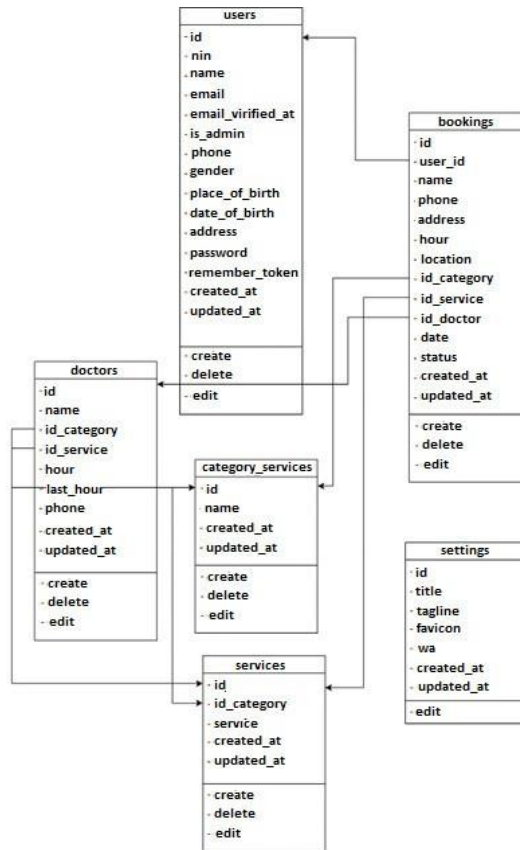 users
- id
- nin
- name
- email
- email_virified_at
- is_admin
- phone
- gender
- place_of_birth
- date_of_birth
- address
- password
- remember_token
- created_at
- updated_at
- create
- delete
- edit
bookings
- id
- user_id
- name
- phone
- address
- hour
- location
- id_category
- id_service
- id_doctor
- date
- status
- created_at
- updated_at
- create
- delete
- edit
doctors
- id
- name
- id_category
- id_service
- hour
- last_hour
- phone
- created_at
- updated_at
- create
- delete
- edit
category_services
- id
- name
- created_at
- updated_at
- create
- delete
- edit
settings
- id
- title
- tagline
- favicon
- wa
- created_at
- updated_at
- edit
services
- id
- id_category
- service
- created_at
- updated_at
- create
- delete
- edit